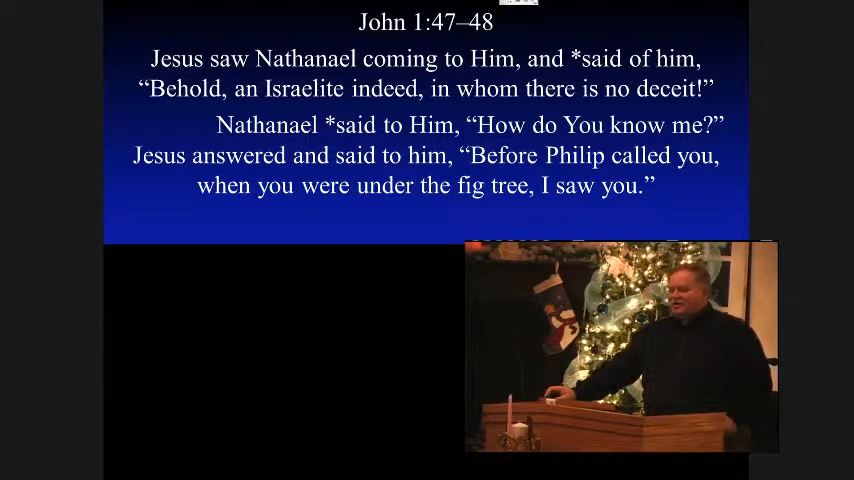 John 1:47–48
Jesus saw Nathanael coming to Him, and *said of him,
“Behold, an Israelite indeed, in whom there is no deceit!”
Nathanael *said to Him, “How do You know me?”
Jesus answered and said to him, “Before Philip called you,
when you were under the fig tree, I saw you.”